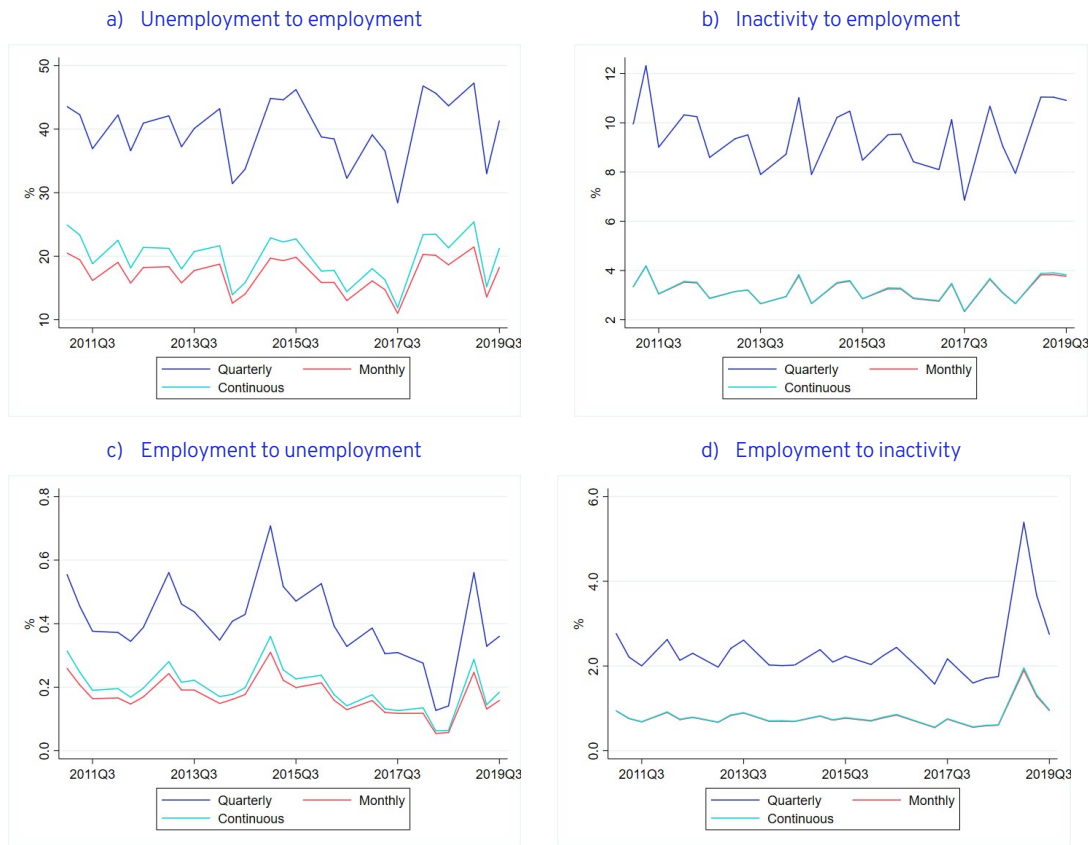 a) Unemployment to employment
50
40
30
20
10
%
2011Q3 2013Q3 2015Q3 2017Q3 2019Q3
Quarterly Monthly
Continuous
b) Inactivity to employment
12
10
8
6
4
2
%
2011Q3 2013Q3 2015Q3 2017Q3 2019Q3
Quarterly Monthly
Continuous
c) Employment to unemployment
0.8
0.6
0.4
0.2
0.0
%
2011Q3 2013Q3 2015Q3 2017Q3 2019Q3
Quarterly Monthly
Continuous
d) Employment to inactivity
6.0
4.0
2.0
0.0
%
2011Q3 2013Q3 2015Q3 2017Q3 2019Q3
Quarterly Monthly
Continuous